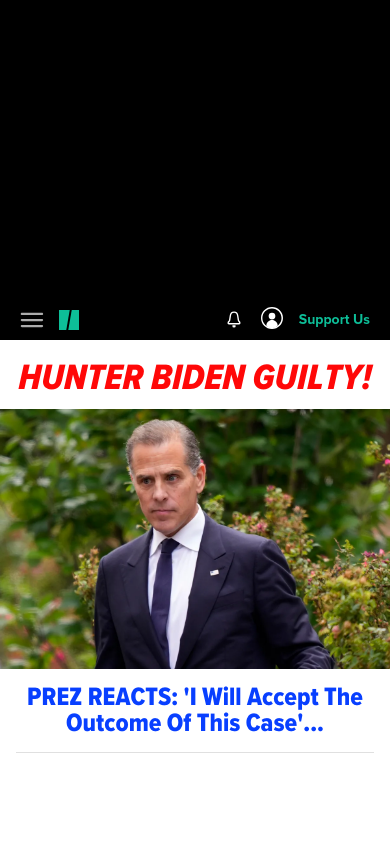 Support Us
HUNTER BIDEN GUILTY!
PREZ REACTS: 'I Will Accept The
Outcome Of This Case'...